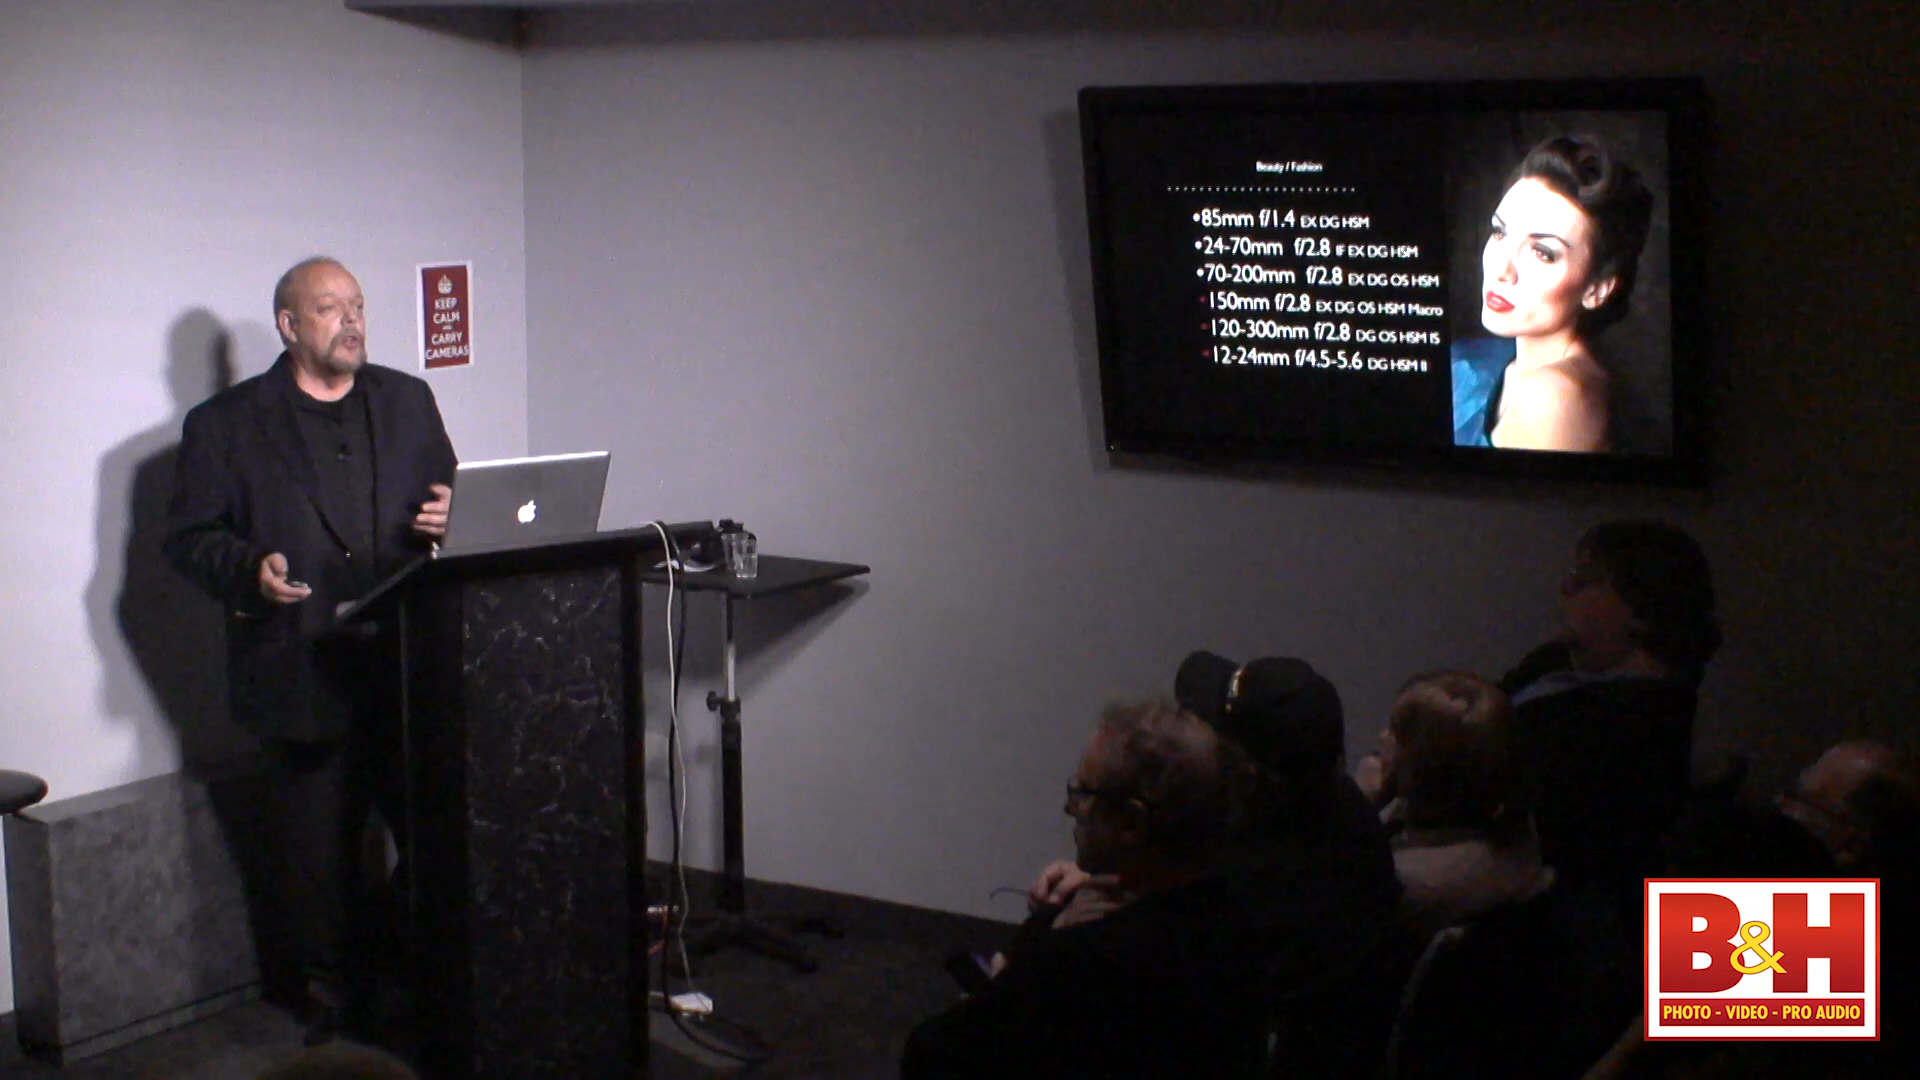 KEEP
CALM
AND
CARRY
CAMERAS
Beauty / Fashion
•85mm f/1.4 EX DG HSM
•24-70mm f/2.8 IF EX DG HSM
•70-200mm f/2.8 EX DG OS HSM
•150mm f/2.8 EX DG OS HSM Macro
•120-300mm f/2.8 DG OS HSM IS
•12-24mm f/4.5-5.6 DG HSM II
B&H
PHOTO - VIDEO - PRO AUDIO